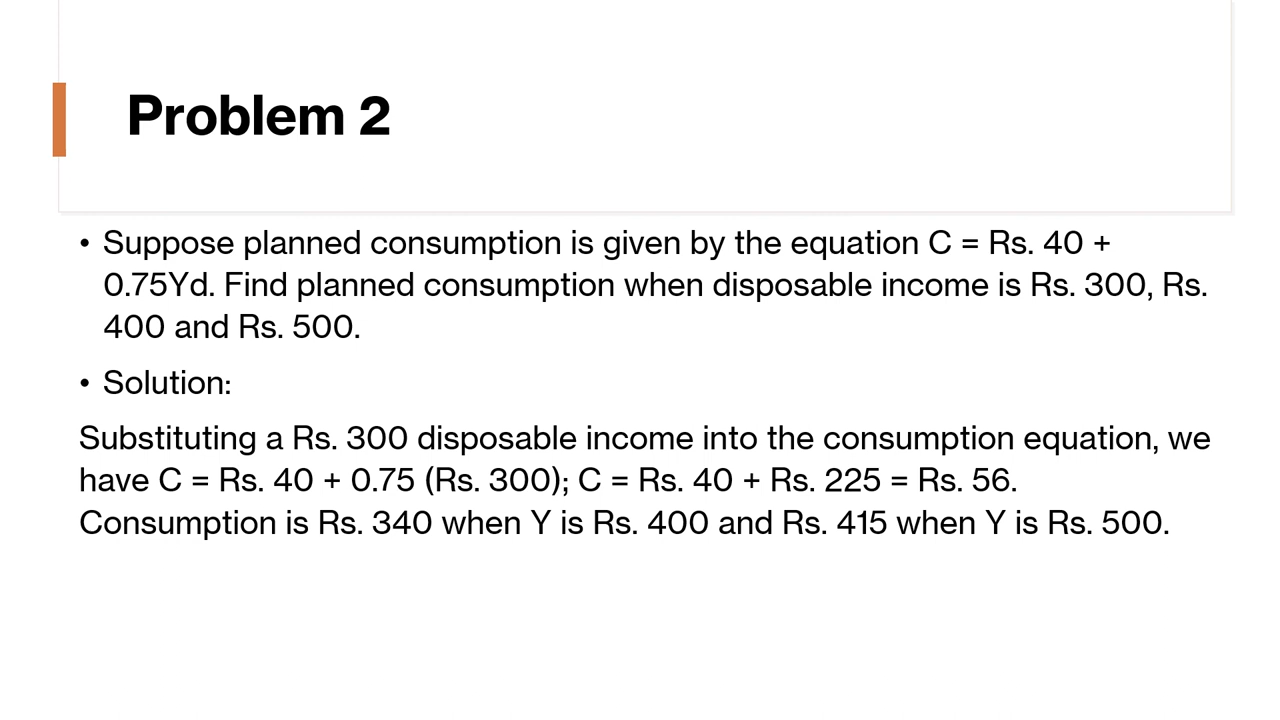 Problem 2
• Suppose planned consumption is given by the equation C = Rs. 40 +
0.75Yd. Find planned consumption when disposable income is Rs. 300, Rs.
400 and Rs. 500.
• Solution:
Substituting a Rs. 300 disposable income into the consumption equation, we
have C = Rs. 40 + 0.75 (Rs. 300); C = Rs. 40 + Rs. 225 = Rs. 56.
Consumption is Rs. 340 when Y is Rs. 400 and Rs. 415 when Y is Rs. 500.